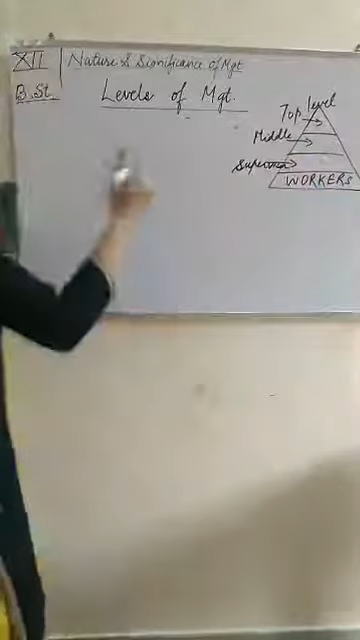 XII Nature & Significance of Mgt
B.St. Levels of Mgt.
Top level
Middle
WORKERS